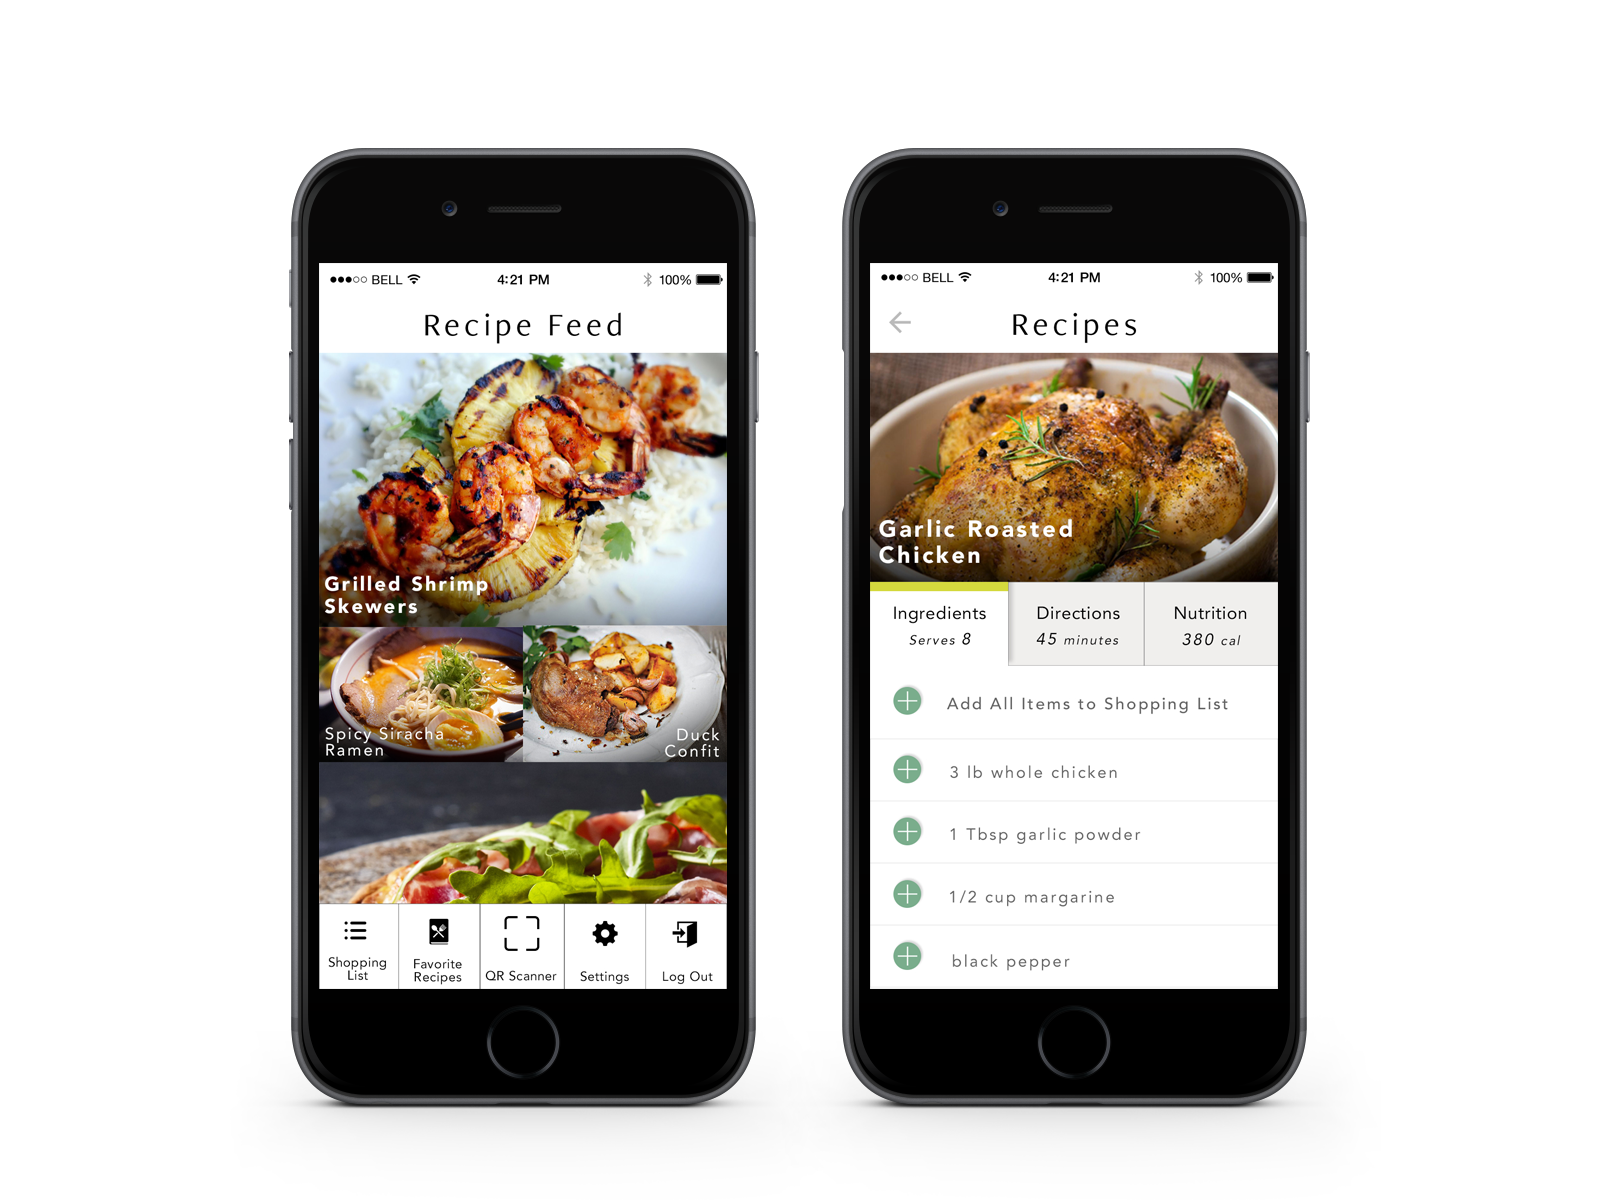 BELL 4:21 PM 100%
Recipe Feed
Grilled Shrimp
Skewers
Spicy Siracha
Ramen
Duck
Confit
Shopping
List
Favorite
Recipes
QR Scanner
Settings
Log Out
BELL 4:21 PM 100%
Recipes
Garlic Roasted
Chicken
Ingredients
Serves 8
Directions
45 minutes
Nutrition
380 cal
Add All Items to Shopping List
3 lb whole chicken
1 Tbsp garlic powder
1/2 cup margarine
black pepper